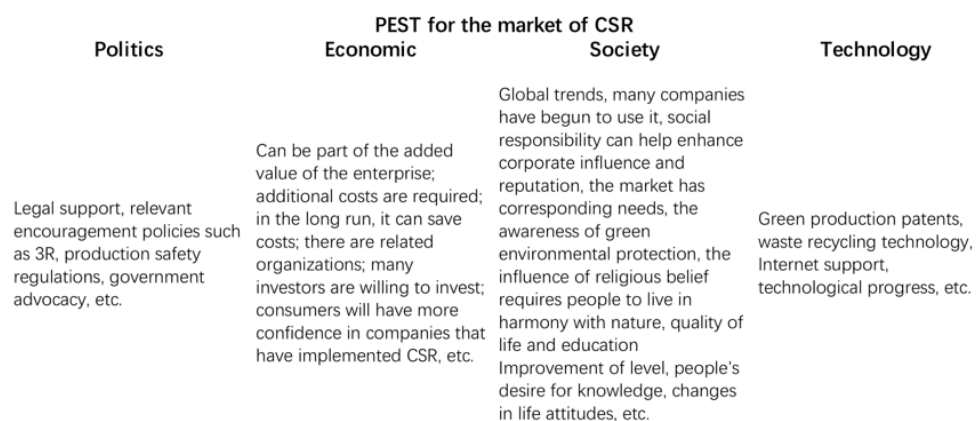 PEST for the market of CSR
Politics
Economic
Society
Technology
Legal support, relevant
encouragement policies such
as 3R, production safety
regulations, government
advocacy, etc.
Can be part of the added
value of the enterprise;
additional costs are required;
in the long run, it can save
costs; there are related
organizations; many
investors are willing to invest;
consumers will have more
confidence in companies that
have implemented CSR, etc.
Global trends, many companies
have begun to use it, social
responsibility can help enhance
corporate influence and
reputation, the market has
corresponding needs, the
awareness of green
environmental protection, the
influence of religious belief
requires people to live in
harmony with nature, quality of
life and education
Improvement of level, people's
desire for knowledge, changes
in life attitudes, etc.
Green production patents,
waste recycling technology,
Internet support,
technological progress, etc.